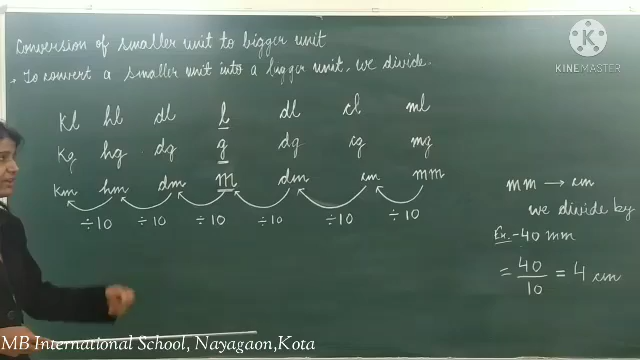 Conversion of smaller unit to bigger unit
→ To convert a smaller unit into a bigger unit, we divide.
Kl hl dl l dl cl ml
Kg hg dg g dg cg mg
km hm dm m dm cm mm
÷10 ÷10 ÷10 ÷10 ÷10 ÷10
mm → cm
we divide by
Ex. - 40 mm
= 40/10 = 4 cm
K
KINEMASTER
MB International School, Nayagaon,Kota